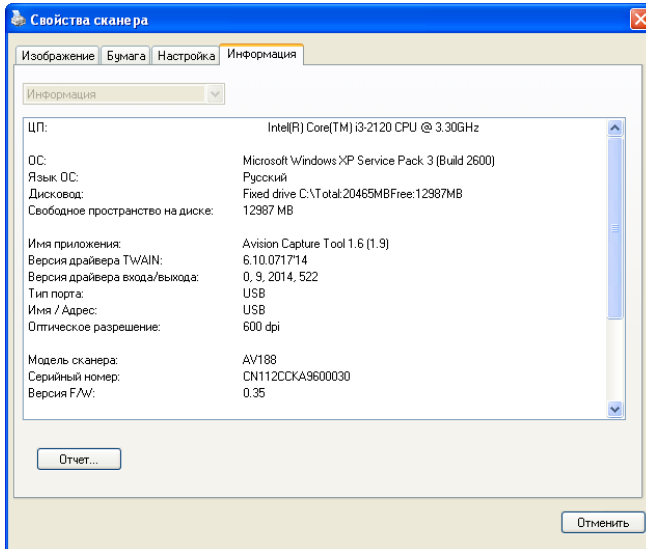 Свойства сканера
Изображение Бумага Настройка Информация
Информация
ЦП: Intel(R) Core(TM) i3-2120 CPU @ 3.30GHz
ОС: Microsoft Windows XP Service Pack 3 (Build 2600)
Язык ОС: Русский
Дисковод: Fixed drive C:\Total:20465MBFree:12987MB
Свободное пространство на диске: 12987 MB
Имя приложения: Avision Capture Tool 1.6 (1.9)
Версия драйвера TWAIN: 6.10.0717'14
Версия драйвера входа/выхода: 0, 9, 2014, 522
Тип порта: USB
Имя / Адрес: USB
Оптическое разрешение: 600 dpi
Модель сканера: AV188
Серийный номер: CN112CCKA9600030
Версия F/W: 0.35
Отчет...
Отменить